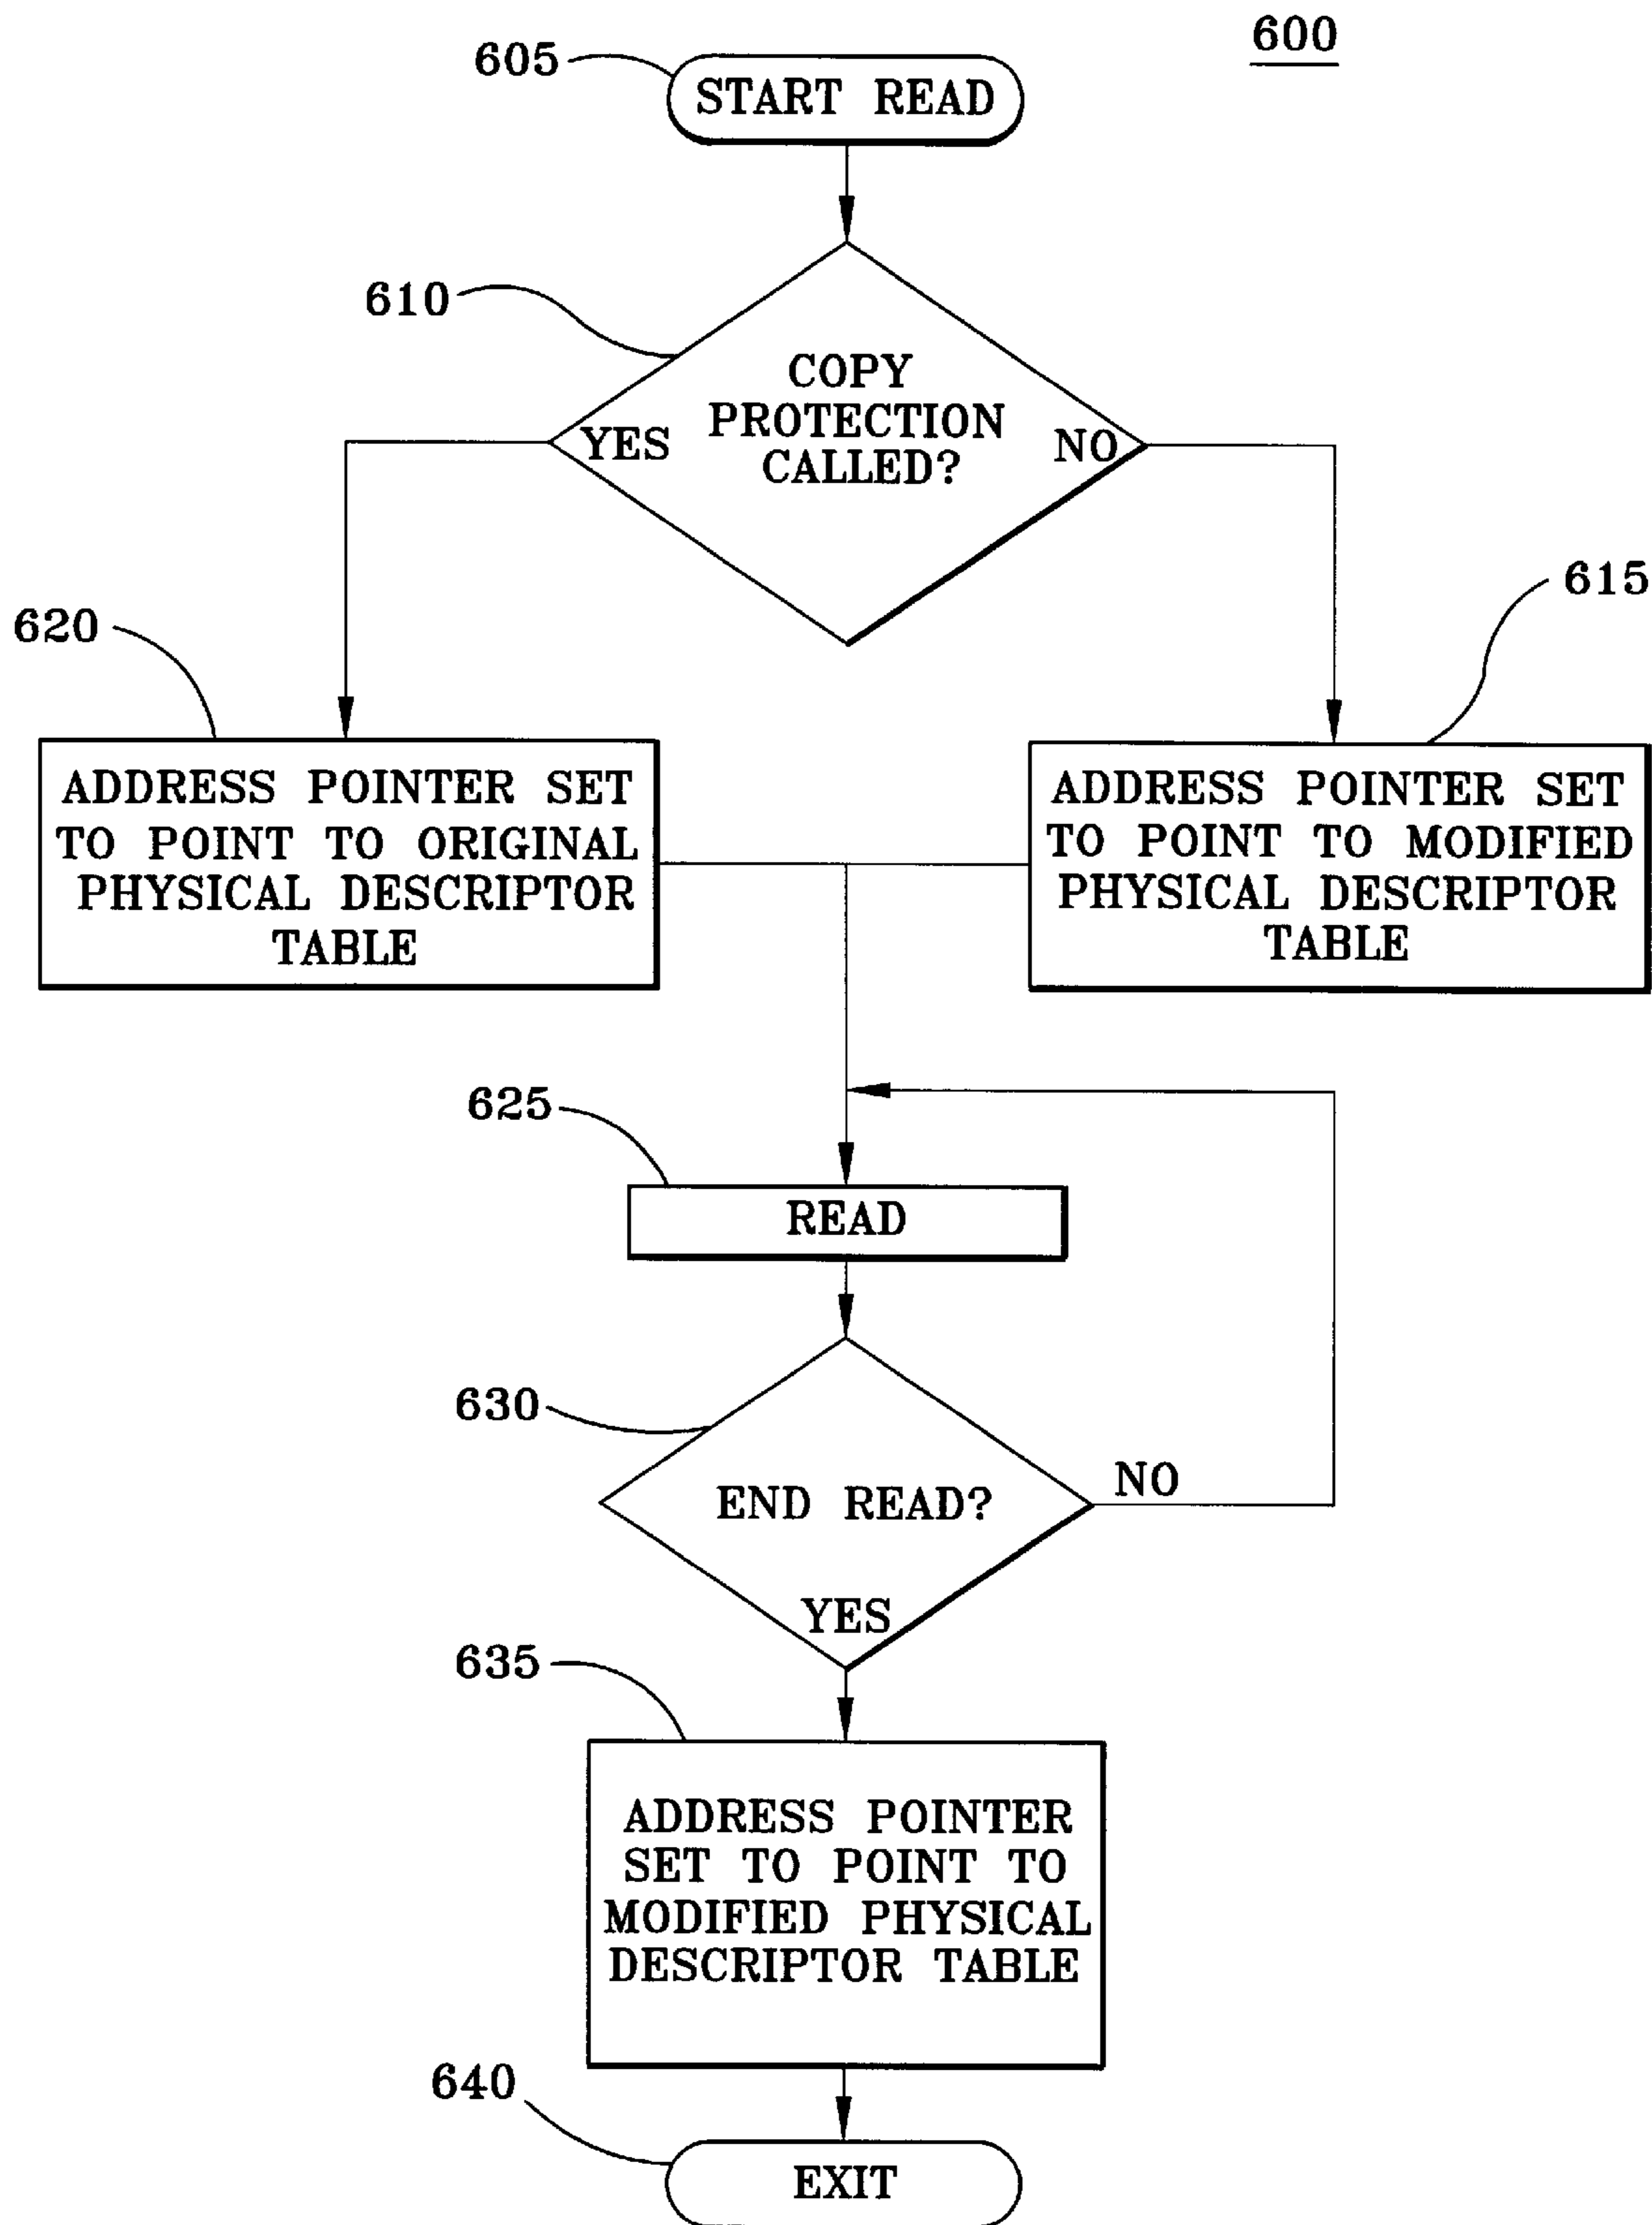 600
605
START READ
610
COPY
PROTECTION
CALLED?
YES
NO
615
620
ADDRESS POINTER SET
TO POINT TO ORIGINAL
PHYSICAL DESCRIPTOR
TABLE
ADDRESS POINTER SET
TO POINT TO MODIFIED
PHYSICAL DESCRIPTOR
TABLE
625
READ
630
END READ?
NO
YES
635
ADDRESS POINTER
SET TO POINT TO
MODIFIED PHYSICAL
DESCRIPTOR TABLE
640
EXIT